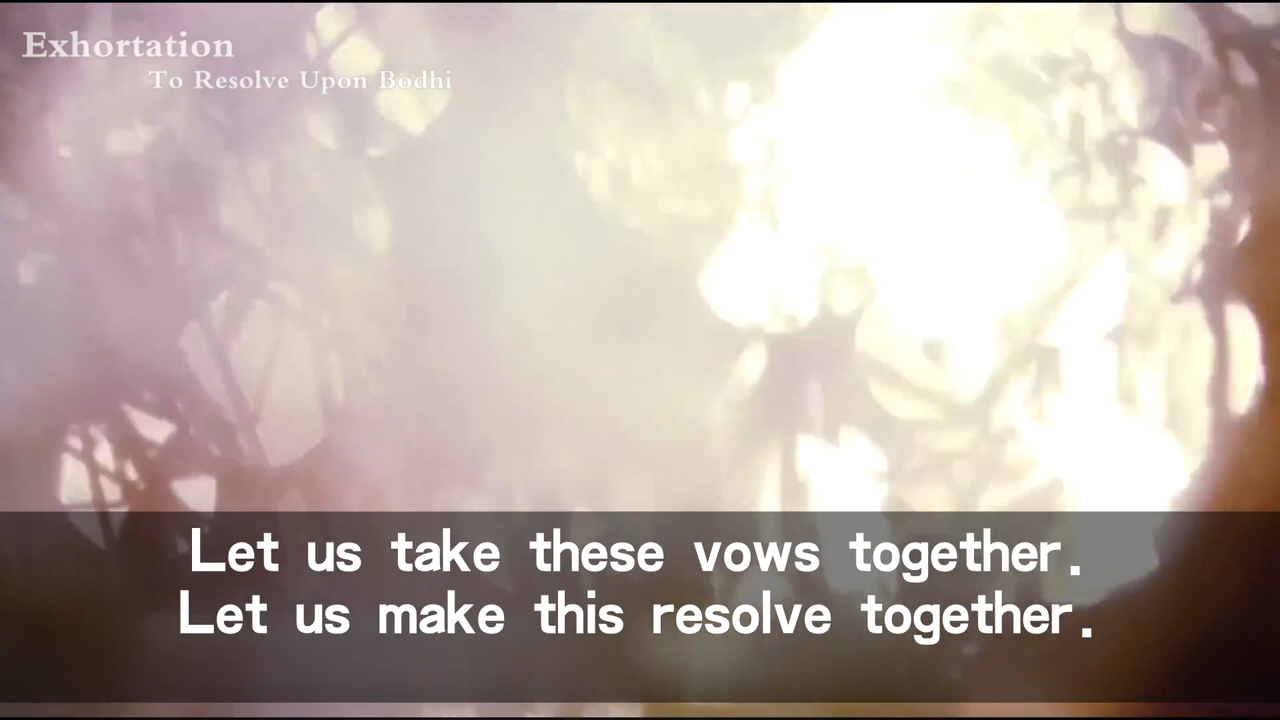 Exhortation
To Resolve Upon Bodhi
Let us take these vows together.
Let us make this resolve together.